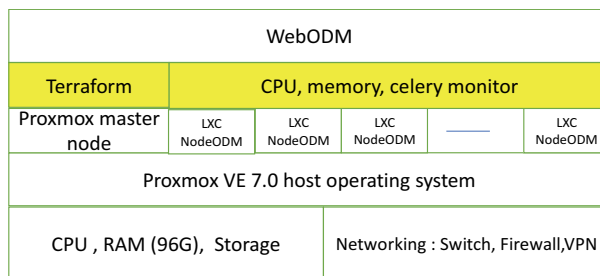 WebODM
Terraform
CPU, memory, celery monitor
Proxmox master
node
LXC
NodeODM
LXC
NodeODM
LXC
NodeODM
LXC
NodeODM
Proxmox VE 7.0 host operating system
CPU , RAM (96G),  Storage
Networking : Switch, Firewall,VPN